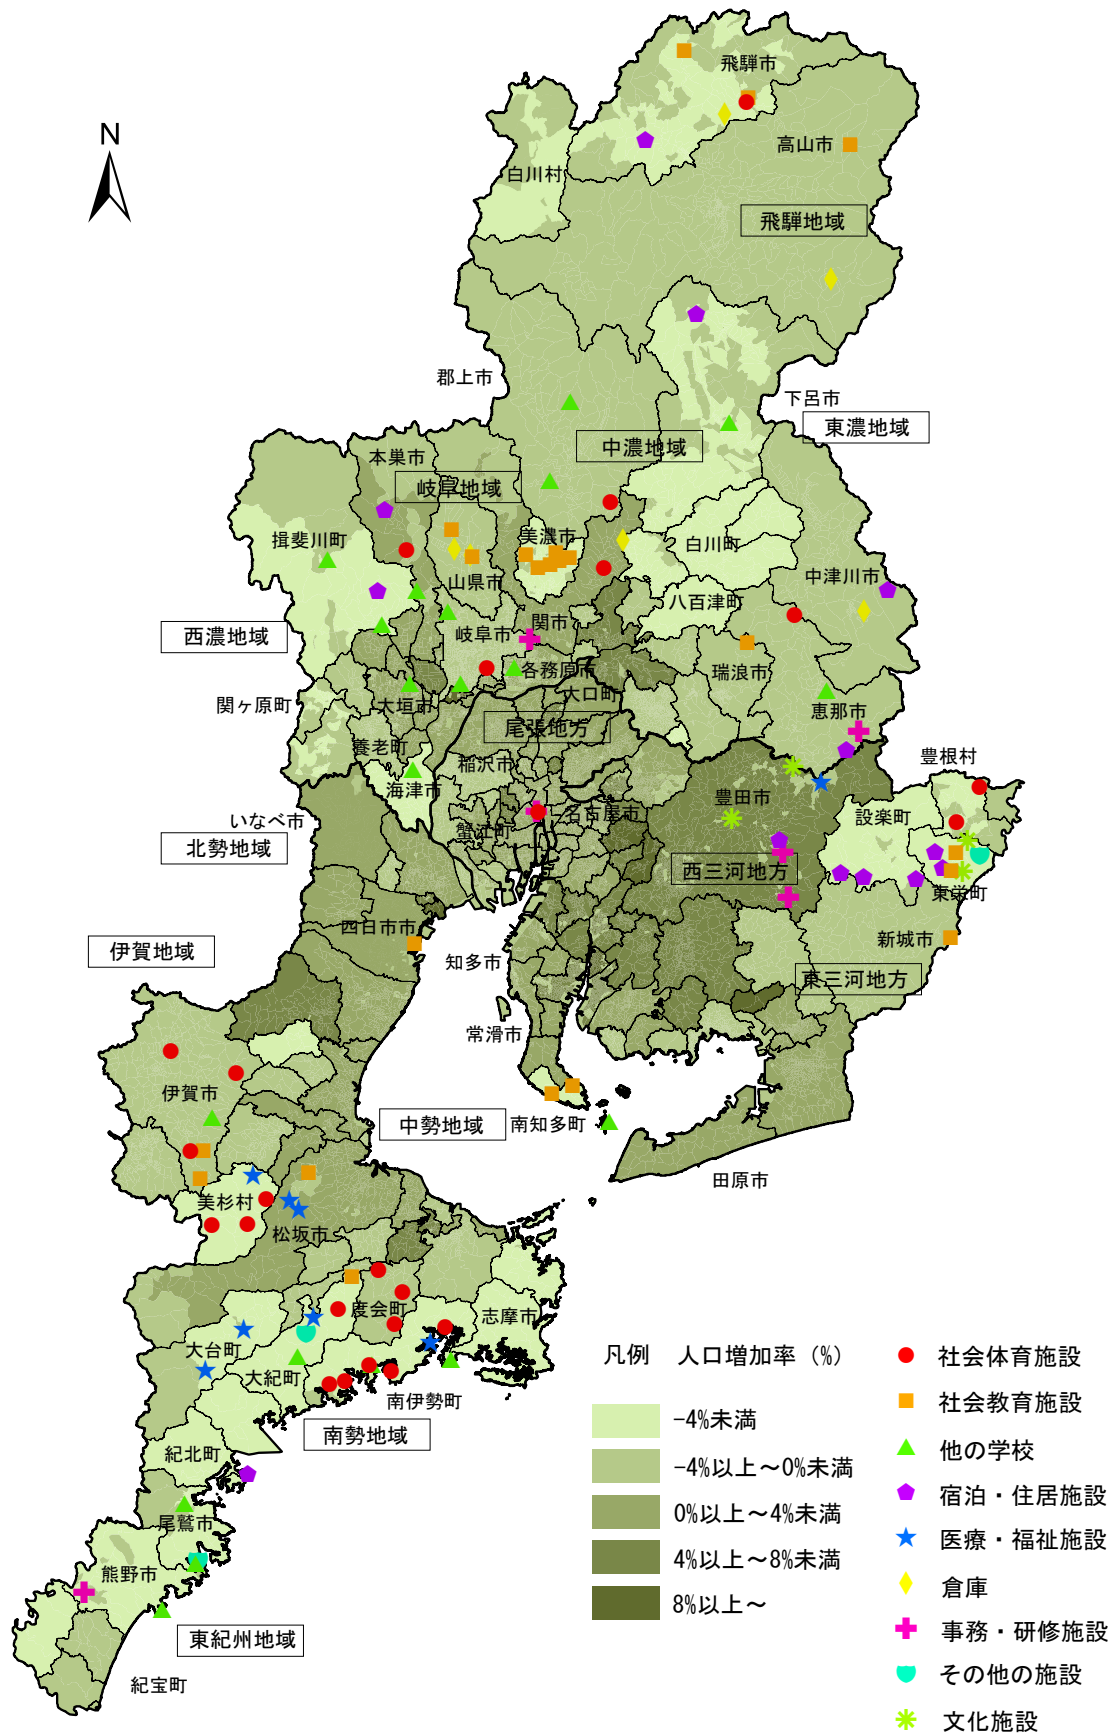 N
飛騨市
高山市
白川村
飛騨地域
郡上市
下呂市
東濃地域
中濃地域
本巣市
岐阜地域
揖斐川町
美濃市
白川町
山県市
中津川市
八百津町
西濃地域
岐阜市
関市
瑞浪市
各務原市
関ヶ原町
大垣市
大口町
恵那市
尾張地方
養老町
豊根村
稲沢市
海津市
豊田市
いなべ市
蟹江町
名古屋市
設楽町
北勢地域
西三河地方
東栄町
四日市市
新城市
伊賀地域
知多市
東三河地方
常滑市
伊賀市
中勢地域
南知多町
田原市
美杉村
松坂市
度会町
志摩市
大台町
大紀町
南伊勢町
南勢地域
紀北町
尾鷲市
熊野市
東紀州地域
紀宝町
凡例 人口増加率（%）
-4%未満
-4%以上～0%未満
0%以上～4%未満
4%以上～8%未満
8%以上～
社会体育施設
社会教育施設
他の学校
宿泊・住居施設
医療・福祉施設
倉庫
事務・研修施設
その他の施設
文化施設